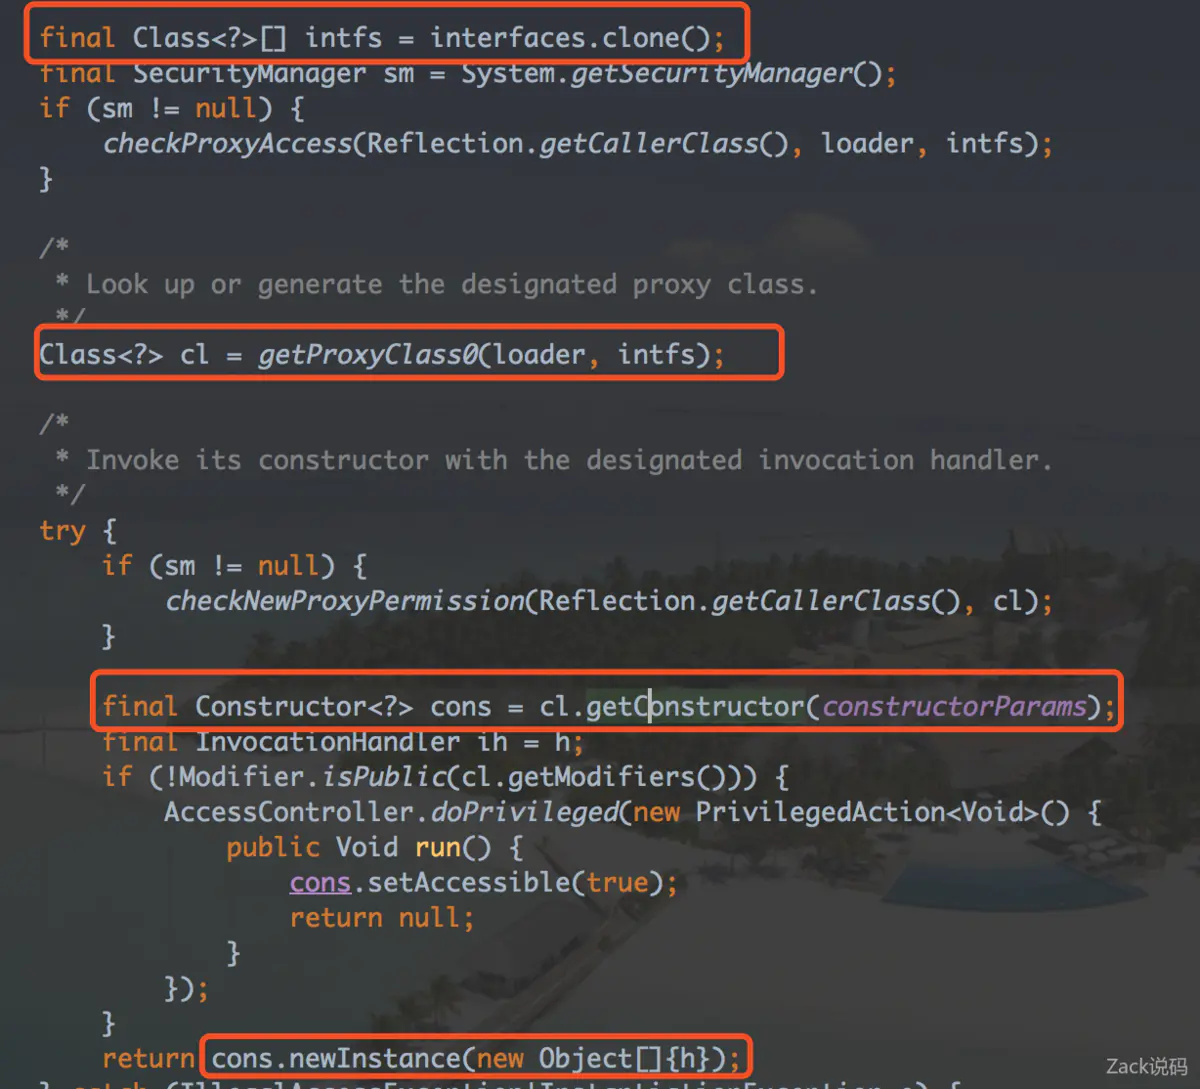 final Class<?>[] intfs = interfaces.clone();
final SecurityManager sm = System.getSecurityManager();
if (sm != null) {
checkProxyAccess(Reflection.getCallerClass(), loader, intfs);
}
/*
* Look up or generate the designated proxy class.
*/
Class<?> cl = getProxyClass0(loader, intfs);
/*
* Invoke its constructor with the designated invocation handler.
*/
try {
if (sm != null) {
checkNewProxyPermission(Reflection.getCallerClass(), cl);
}
final Constructor<?> cons = cl.getConstructor(constructorParams);
final InvocationHandler ih = h;
if (!Modifier.isPublic(cl.getModifiers())) {
AccessController.doPrivileged(new PrivilegedAction<Void>() {
public Void run() {
cons.setAccessible(true);
return null;
}
});
}
return cons.newInstance(new Object[]{h});
} catch (IllegalAccessException|InstantiationException e) {
Zack说码